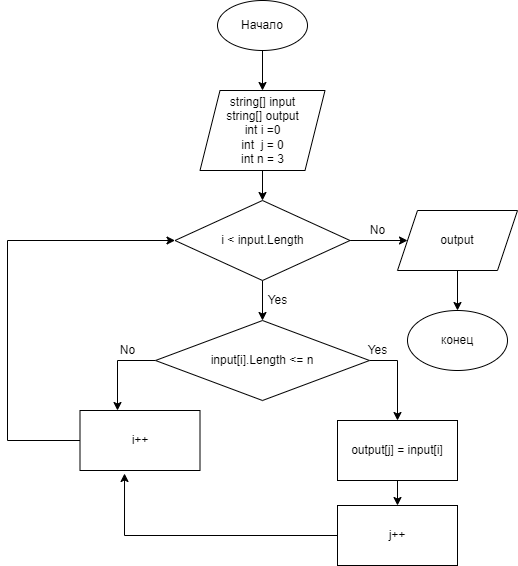 Начало
string[] input
string[] output
int i =0
int j = 0
int n = 3
i < input.Length
No
output
Yes
конец
input[i].Length <= n
No
Yes
i++
output[j] = input[i]
j++